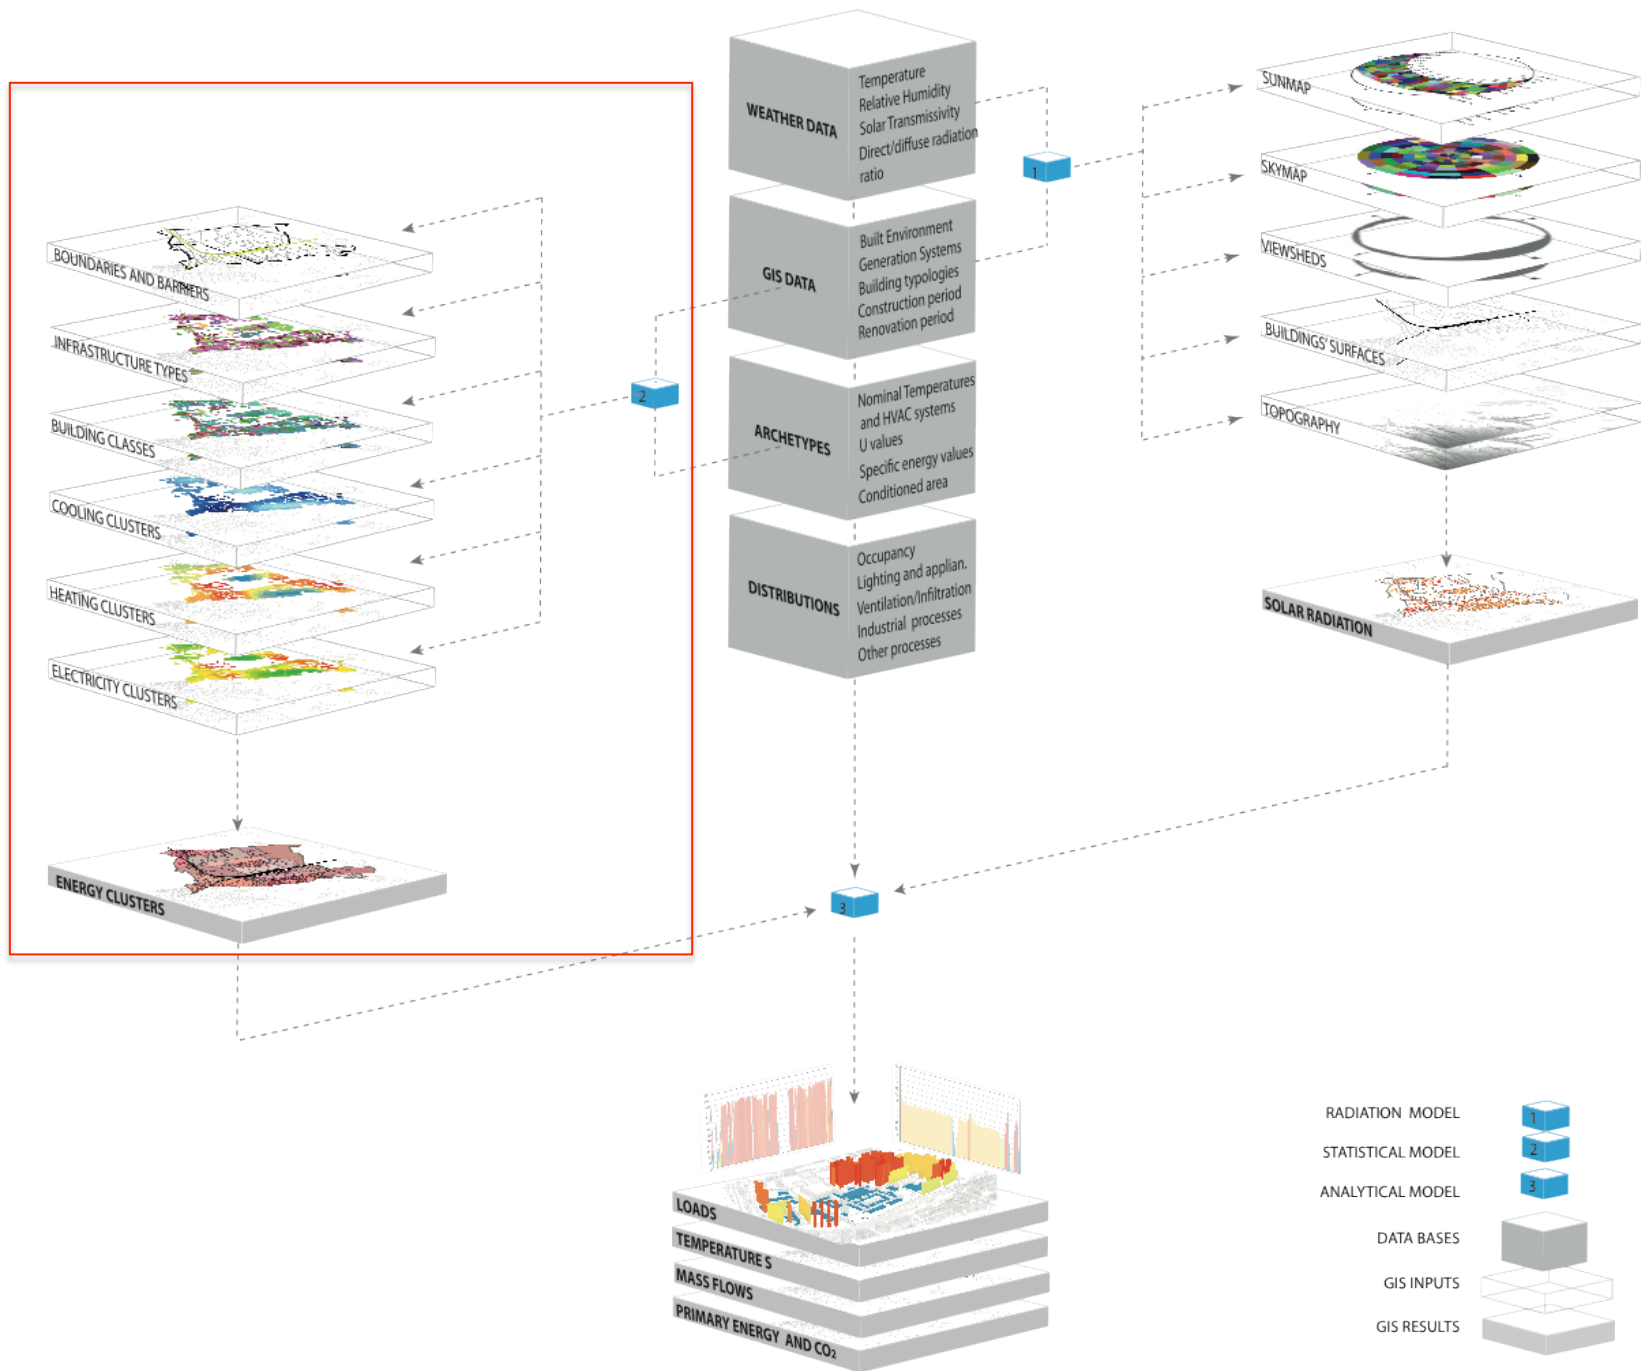 WEATHER DATA
Temperature
Relative Humidity
Solar Transmissivity
Direct/diffuse radiation
ratio
GIS DATA
Built Environment
Generation Systems
Building typologies
Construction period
Renovation period
ARCHETYPES
Nominal Temperatures
and HVAC systems
U values
Specific energy values
Conditioned area
DISTRIBUTIONS
Occupancy
Lighting and applian.
Ventilation/Infiltration
Industrial processes
Other processes
1
2
3
BOUNDARIES AND BARRIERS
INFRASTRUCTURE TYPES
BUILDING CLASSES
COOLING CLUSTERS
HEATING CLUSTERS
ELECTRICITY CLUSTERS
ENERGY CLUSTERS
SUNMAP
SKYMAP
VIEWSHEDS
BUILDINGS' SURFACES
TOPOGRAPHY
SOLAR RADIATION
LOADS
TEMPERATURE S
MASS FLOWS
PRIMARY ENERGY AND CO₂
RADIATION MODEL 1
STATISTICAL MODEL 2
ANALYTICAL MODEL 3
DATA BASES
GIS INPUTS
GIS RESULTS